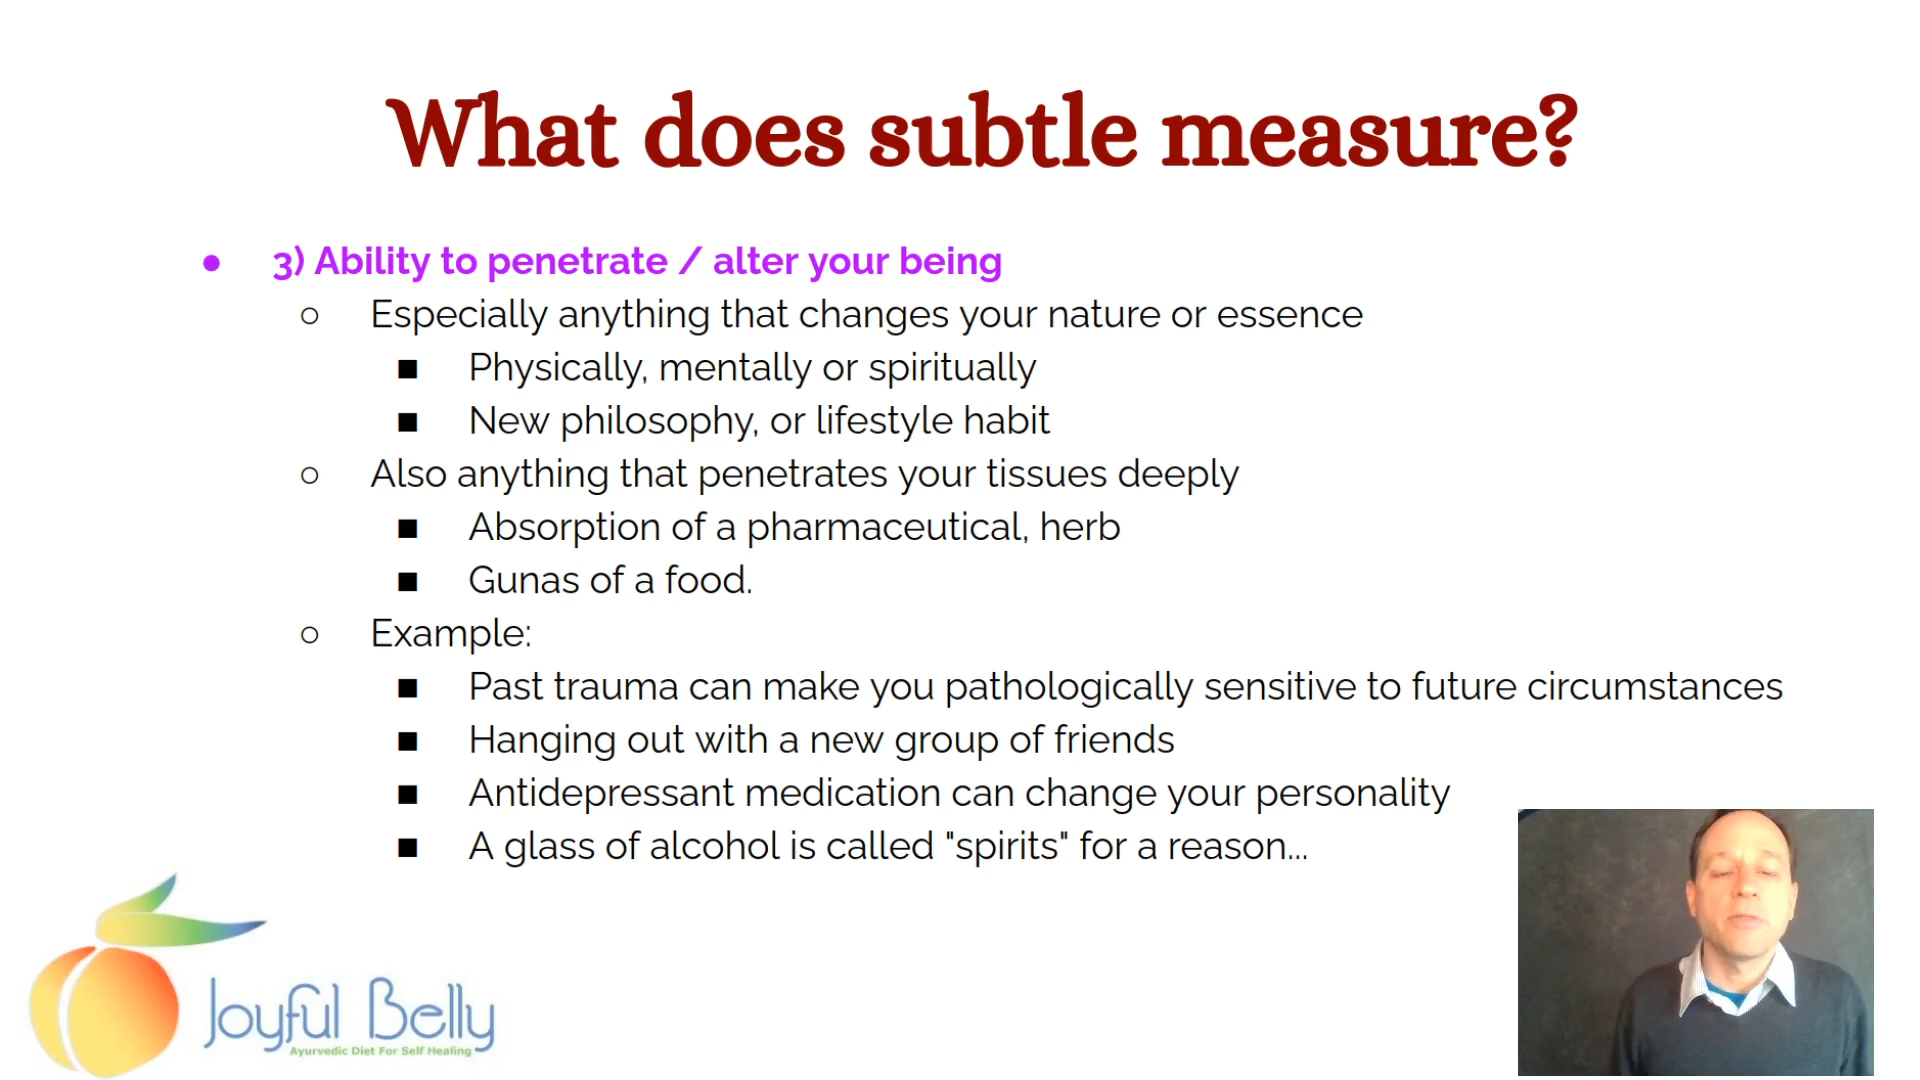 What does subtle measure?
● 3) Ability to penetrate / alter your being
○ Especially anything that changes your nature or essence
■ Physically, mentally or spiritually
■ New philosophy, or lifestyle habit
○ Also anything that penetrates your tissues deeply
■ Absorption of a pharmaceutical, herb
■ Gunas of a food.
○ Example:
■ Past trauma can make you pathologically sensitive to future circumstances
■ Hanging out with a new group of friends
■ Antidepressant medication can change your personality
■ A glass of alcohol is called "spirits" for a reason...
Joyful Belly
Ayurvedic Diet For Self Healing